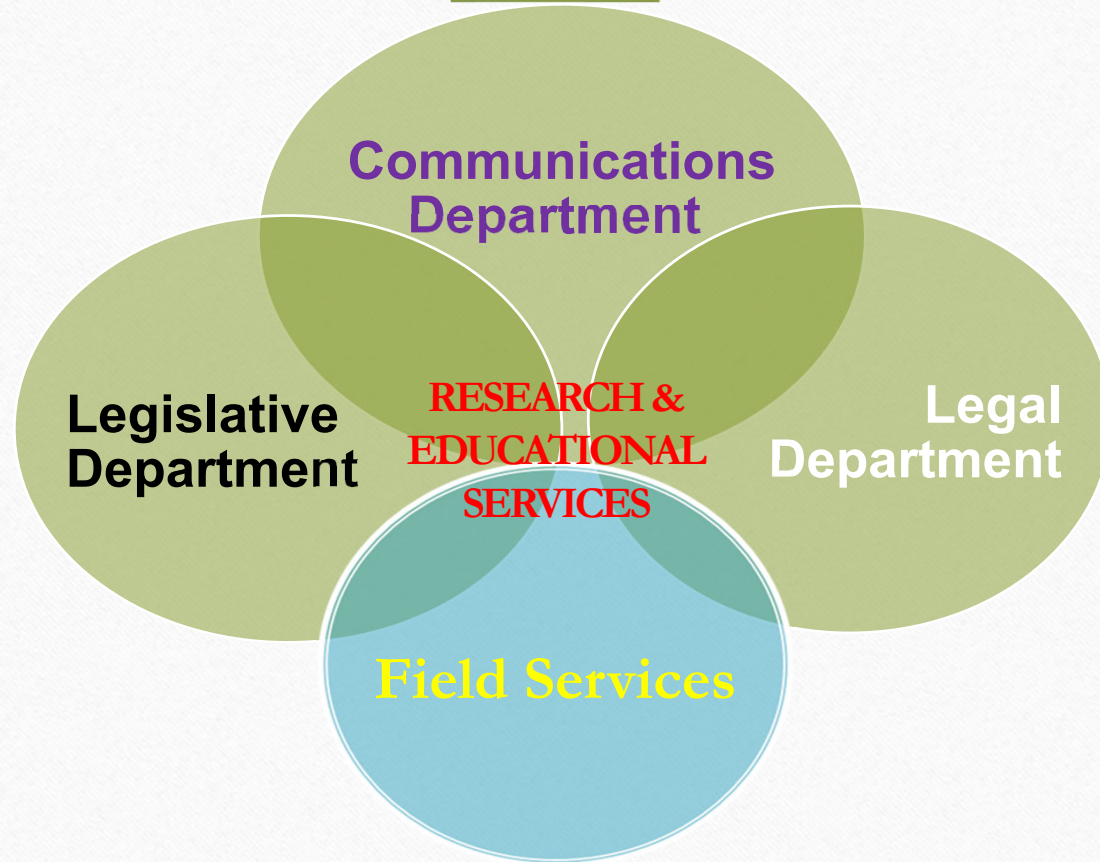 Communications
Department
Legislative
Department
RESEARCH &
EDUCATIONAL
SERVICES
Legal
Department
Field Services